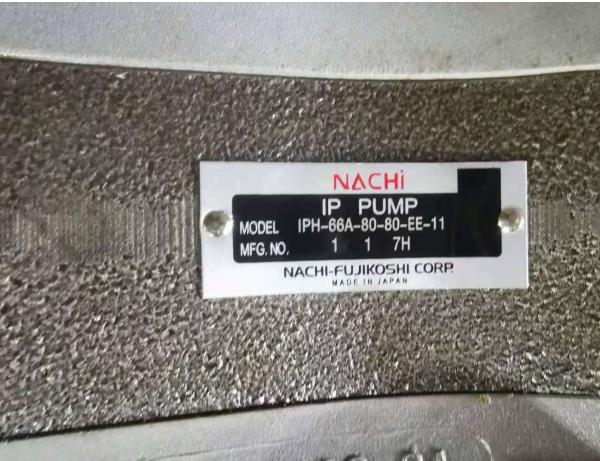 NACHi
IP PUMP
MODEL IPH-66A-80-80-EE-11
MFG. NO. 1 1 7H
NACHI-FUJIKOSHI CORP.
MADE IN JAPAN